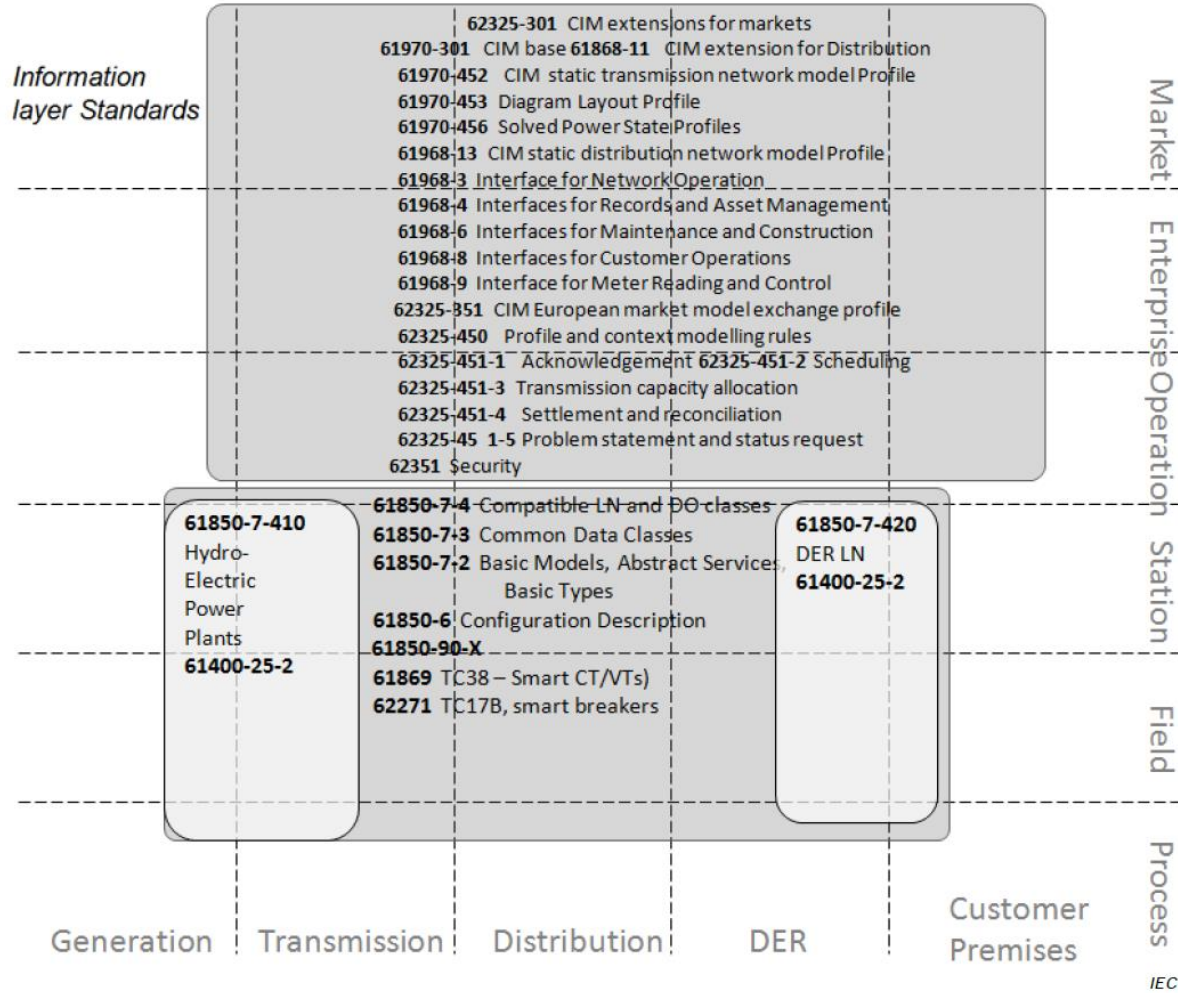 Information
layer Standards
62325-301 CIM extensions for markets
61970-301 CIM base 61868-11 CIM extension for Distribution
61970-452 CIM static transmission network model Profile
61970-453 Diagram Layout Profile
61970-456 Solved Power State Profiles
61968-13 CIM static distribution network model Profile
61968-3 Interface for Network Operation
61968-4 Interfaces for Records and Asset Management
61968-6 Interfaces for Maintenance and Construction
61968-8 Interfaces for Customer Operations
61968-9 Interface for Meter Reading and Control
62325-351 CIM European market model exchange profile
62325-450 Profile and context modelling rules
62325-451-1 Acknowledgement 62325-451-2 Scheduling
62325-451-3 Transmission capacity allocation
62325-451-4 Settlement and reconciliation
62325-45 1-5 Problem statement and status request
62351 Security
61850-7-410
Hydro-
Electric
Power
Plants
61400-25-2
61850-7-4 Compatible LN and DO classes
61850-7-3 Common Data Classes
61850-7-2 Basic Models, Abstract Services,
Basic Types
61850-6 Configuration Description
61850-90-X
61869 TC38 – Smart CT/VTs)
62271 TC17B, smart breakers
61850-7-420
DER LN
61400-25-2
Market
Enterprise
Operation
Station
Field
Process
Generation
Transmission
Distribution
DER
Customer
Premises
IEC